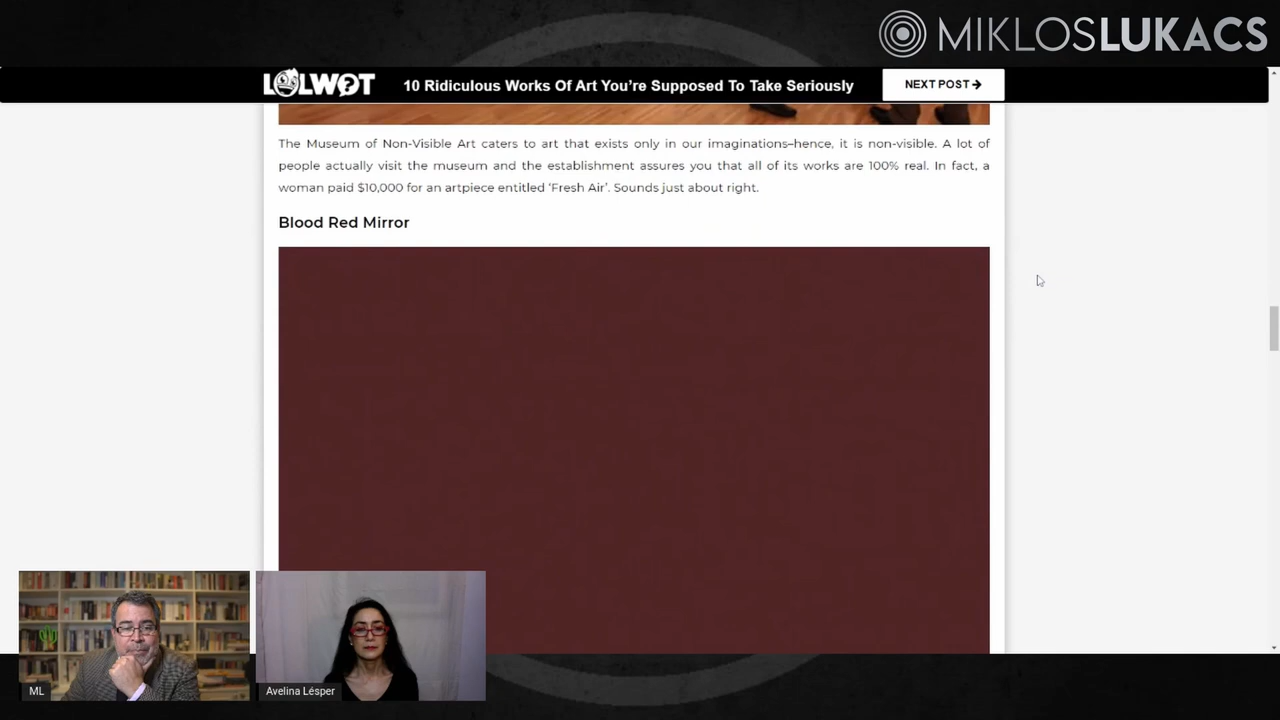 MIKLOSLUKACS
LOLWOT
10 Ridiculous Works Of Art You're Supposed To Take Seriously
NEXT POST →
The Museum of Non-Visible Art caters to art that exists only in our imaginations–hence, it is non-visible. A lot of
people actually visit the museum and the establishment assures you that all of its works are 100% real. In fact, a
woman paid $10,000 for an artpiece entitled ‘Fresh Air’. Sounds just about right.
Blood Red Mirror
ML
Avelina Lésper